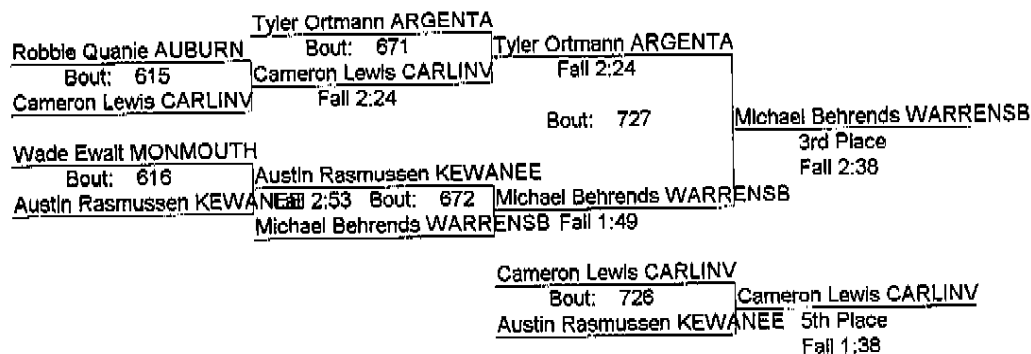 Tyler Ortmann ARGENTA
Robbie Quanie AUBURN
Bout: 671
Tyler Ortmann ARGENTA
Bout: 615
Cameron Lewis CARLINV
Fall 2:24
Cameron Lewis CARLINV
Fall 2:24
Bout: 727
Michael Behrends WARRENSB
3rd Place
Fall 2:38
Wade Ewalt MONMOUTH
Bout: 616
Austin Rasmussen KEWANEE
Austin Rasmussen KEWANEE
Fall 2:53 Bout: 672
Michael Behrends WARRENSB
Michael Behrends WARRENSB
Fall 1:49
Cameron Lewis CARLINV
Bout: 726
Cameron Lewis CARLINV
Austin Rasmussen KEWANEE
5th Place
Fall 1:38